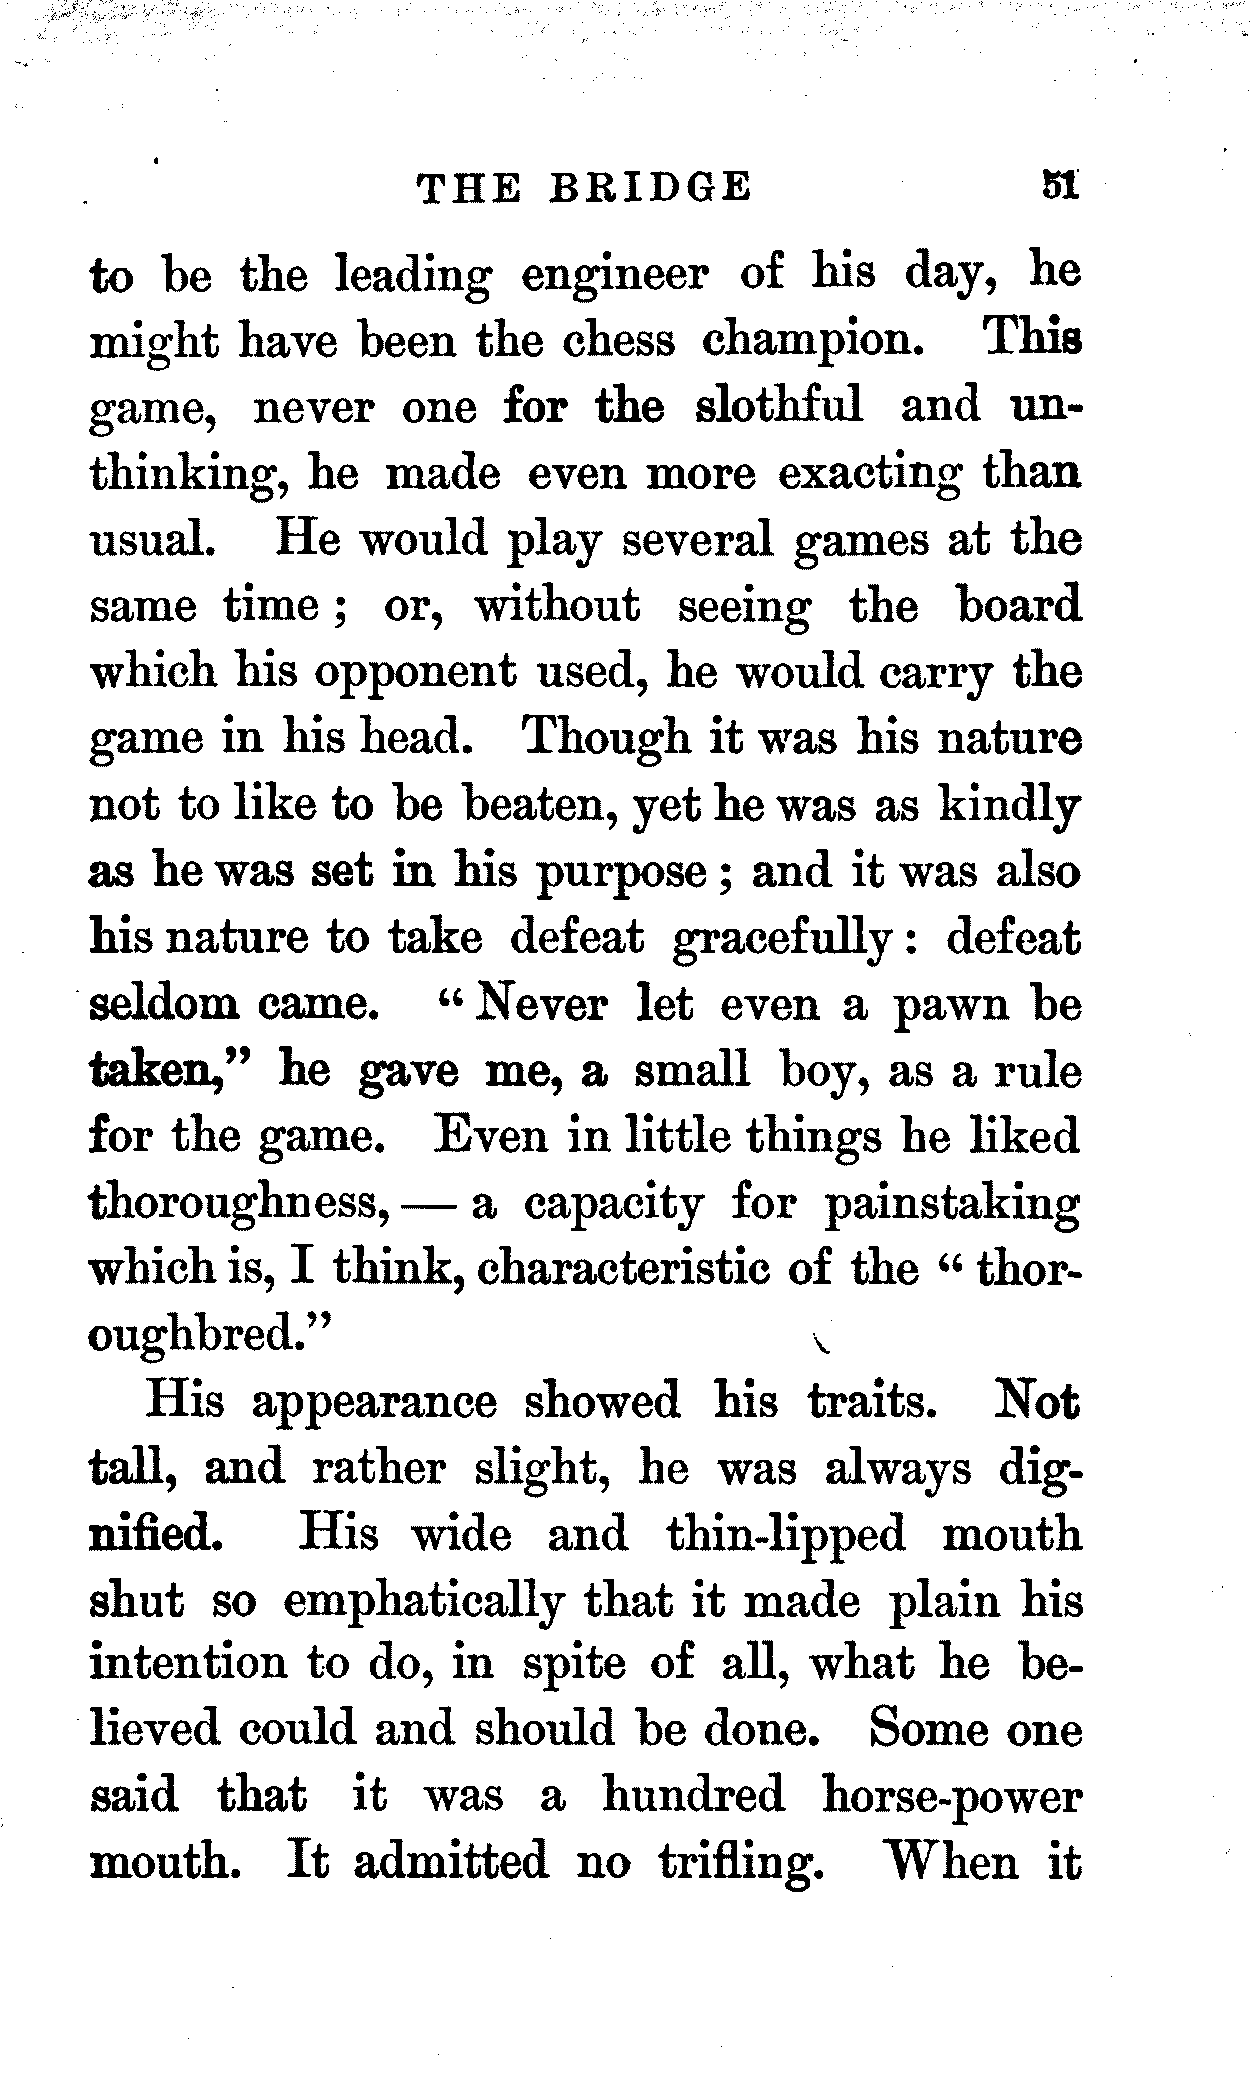 THE BRIDGE 51
to be the leading engineer of his day, he
might have been the chess champion. This
game, never one for the slothful and un-
thinking, he made even more exacting than
usual. He would play several games at the
same time ; or, without seeing the board
which his opponent used, he would carry the
game in his head. Though it was his nature
not to like to be beaten, yet he was as kindly
as he was set in his purpose ; and it was also
his nature to take defeat gracefully : defeat
seldom came. “ Never let even a pawn be
taken,” he gave me, a small boy, as a rule
for the game. Even in little things he liked
thoroughness, — a capacity for painstaking
which is, I think, characteristic of the “ thor-
oughbred.”
His appearance showed his traits. Not
tall, and rather slight, he was always dig-
nified. His wide and thin-lipped mouth
shut so emphatically that it made plain his
intention to do, in spite of all, what he be-
lieved could and should be done. Some one
said that it was a hundred horse-power
mouth. It admitted no trifling. When it